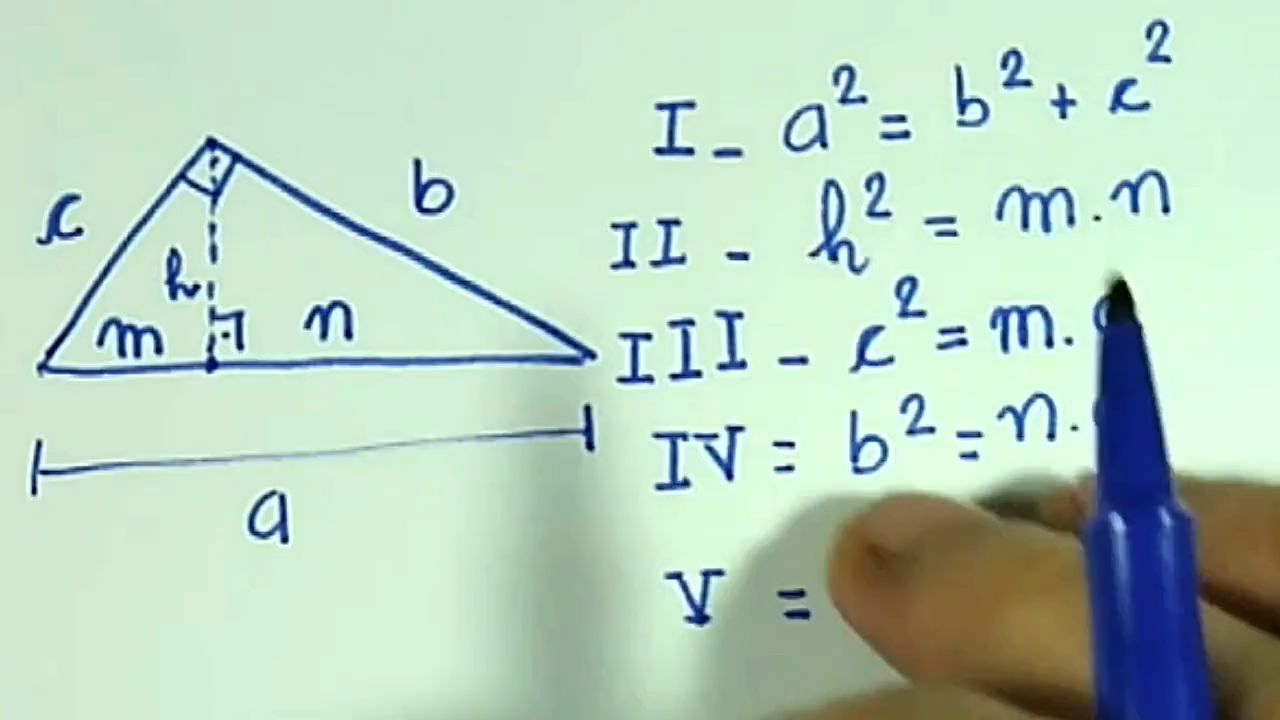 c
b
h
m
n
a
I - a² = b² + c²
II - h² = m.n
III - c² = m.
IV = b² = n.
V =